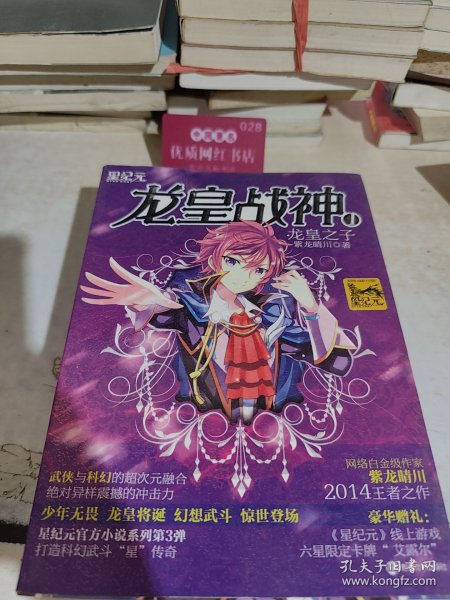 028
优质网红书店
星纪元
龙皇战神1
龙皇之子
紫龙晴川◎著
星纪元
武侠与科幻的超次元融合
绝对异样震撼的冲击力
网络白金级作家
紫龙晴川
2014王者之作
少年无畏 龙皇将诞 幻想武斗 惊世登场
豪华赠礼：
星纪元官方小说系列第3弹
打造科幻武斗“星”传奇
《星纪元》线上游戏
六星限定卡牌“艾露尔”
孔夫子旧书网